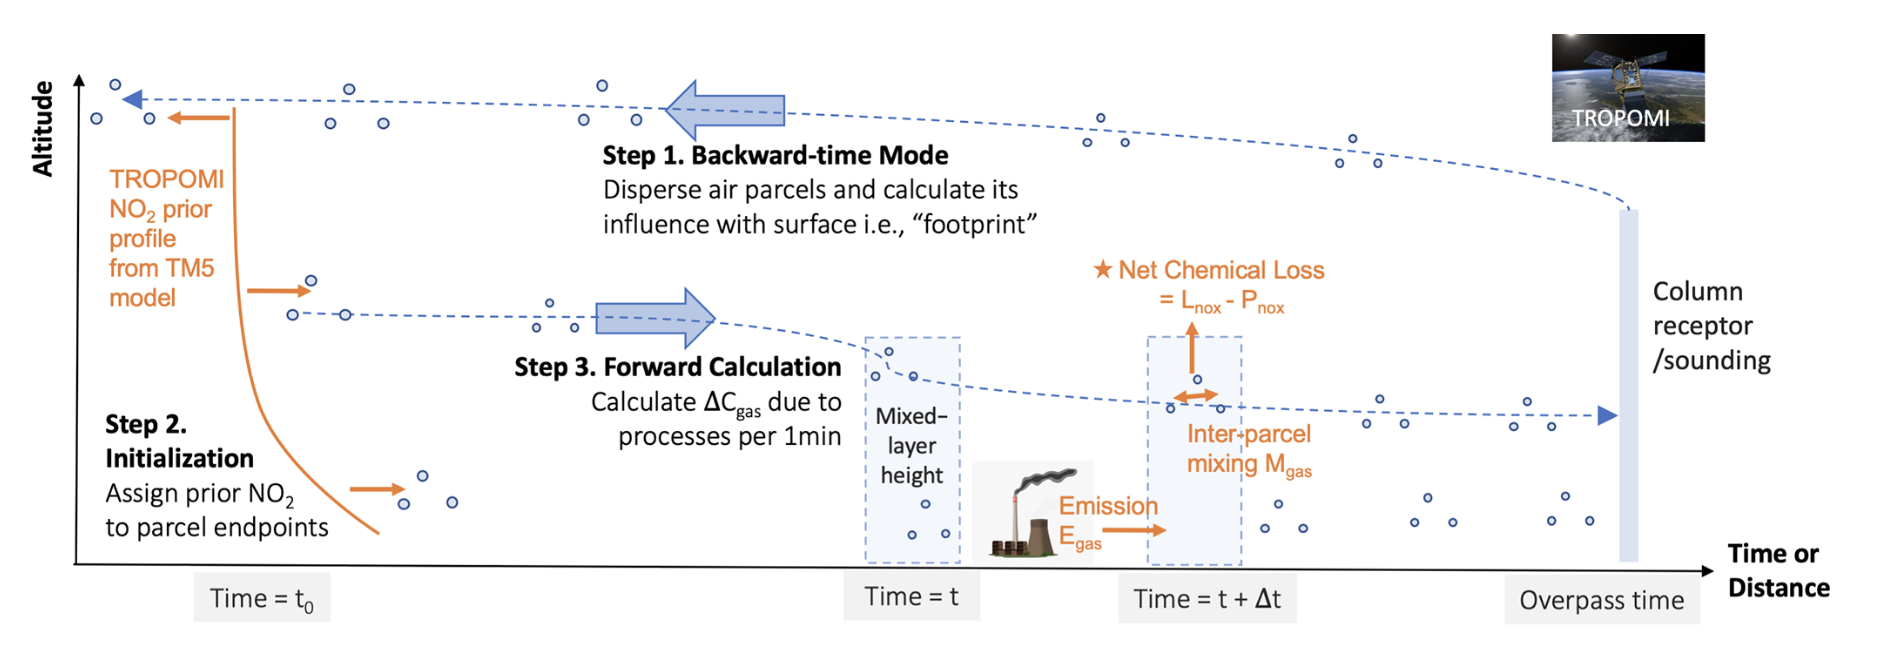 Altitude
TROPOMI
Step 1. Backward-time Mode
Disperse air parcels and calculate its
influence with surface i.e., “footprint”
TROPOMI
NO₂ prior
profile
from TM5
model
★ Net Chemical Loss
= Lnox - Pnox
Column
receptor
/sounding
Step 3. Forward Calculation
Calculate ΔCgas due to
processes per 1min
Mixed–
layer
height
Inter-parcel
mixing Mgas
Step 2.
Initialization
Assign prior NO₂
to parcel endpoints
Emission
Egas
Time or
Distance
Time = t₀
Time = t
Time = t + Δt
Overpass time